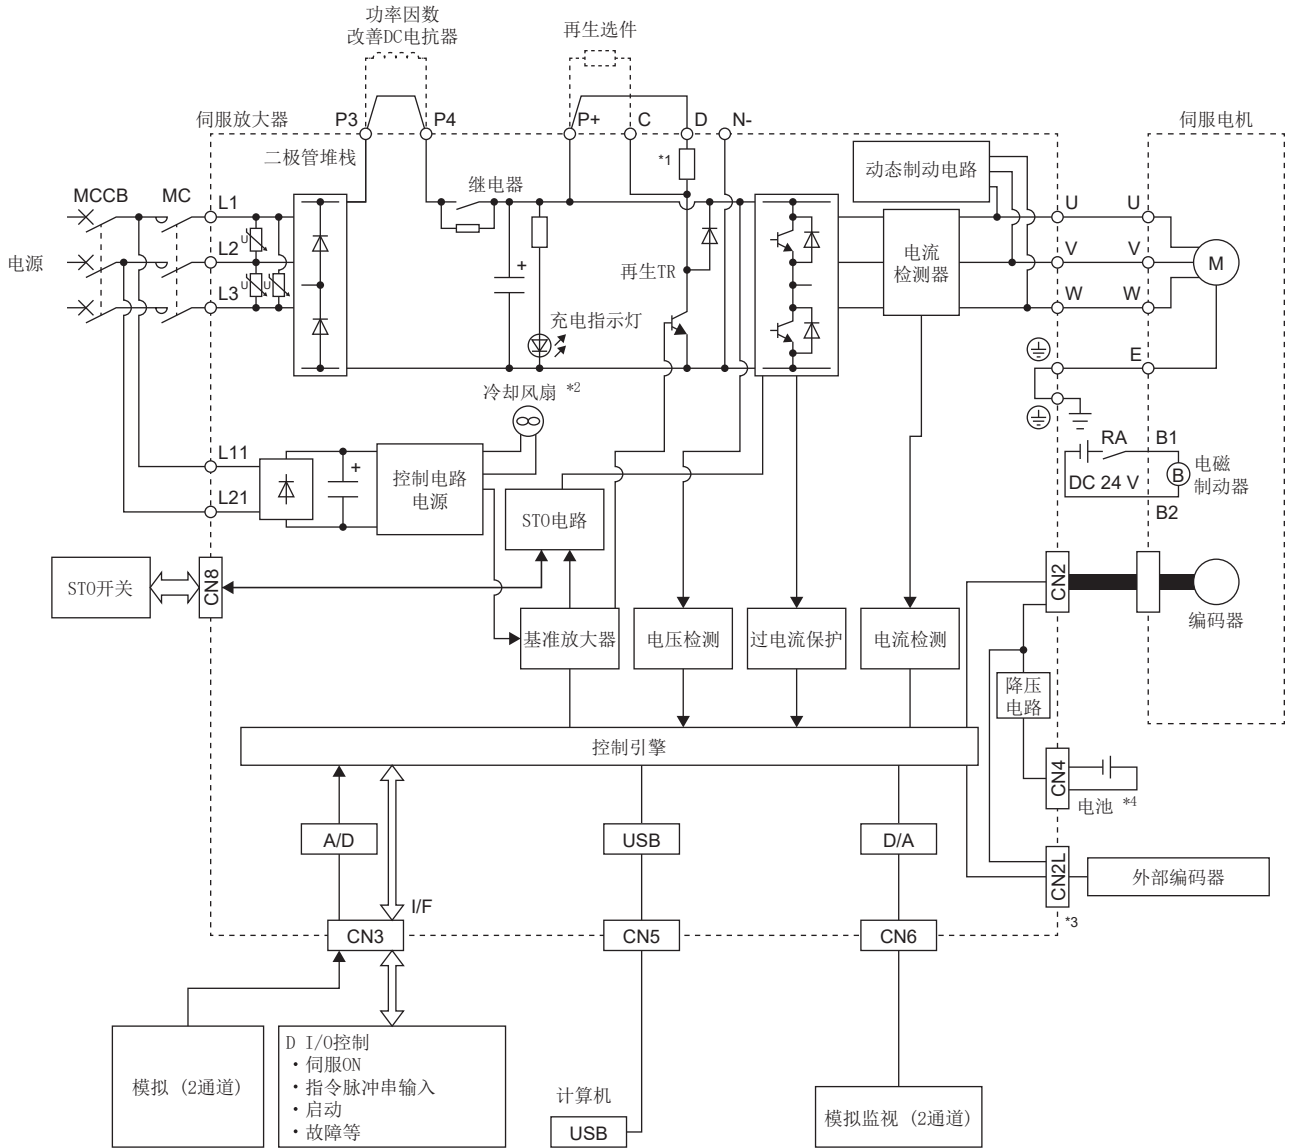 功率因数
改善DC电抗器
再生选件
伺服放大器
P3
P4
P+
C
D
N-
伺服电机
二极管堆栈
*1
动态制动电路
MCCB
MC
L1
继电器
U
U
U
L2
电源
再生TR
电流
检测器
V
V
M
U
U
L3
W
W
充电指示灯
+
E
冷却风扇 *2
L11
+
控制电路
电源
RA
B1
DC 24 V
B
电磁
制动器
L21
B2
STO电路
STO开关
CN8
CN2
编码器
基准放大器
电压检测
过电流保护
电流检测
降压
电路
控制引擎
CN4
电池 *4
A/D
USB
D/A
CN2L
外部编码器
*3
I/F
CN3
CN5
CN6
模拟 (2通道)
D I/O控制
・伺服ON
・指令脉冲串输入
・启动
・故障等
计算机
USB
模拟监视 (2通道)